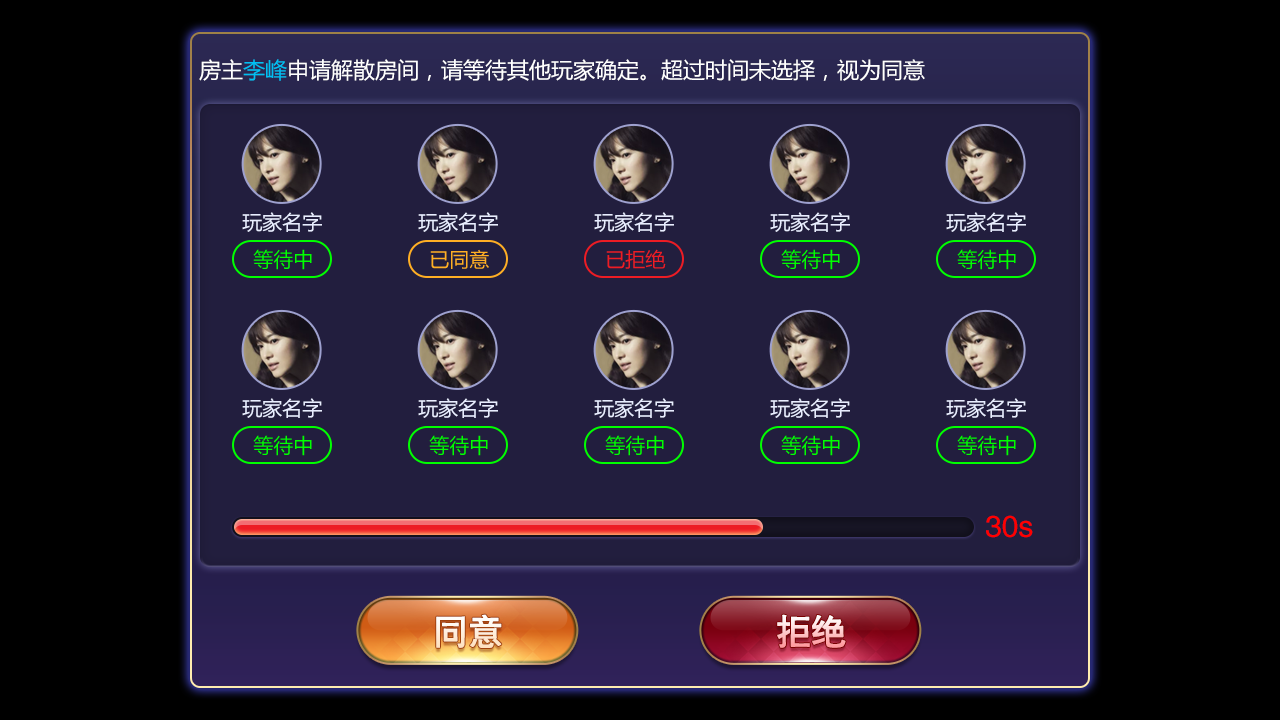 房主李峰申请解散房间，请等待其他玩家确定。超过时间未选择，视为同意
玩家名字 玩家名字 玩家名字 玩家名字 玩家名字
等待中 已同意 已拒绝 等待中 等待中
玩家名字 玩家名字 玩家名字 玩家名字 玩家名字
等待中 等待中 等待中 等待中 等待中
30s
同意 拒绝